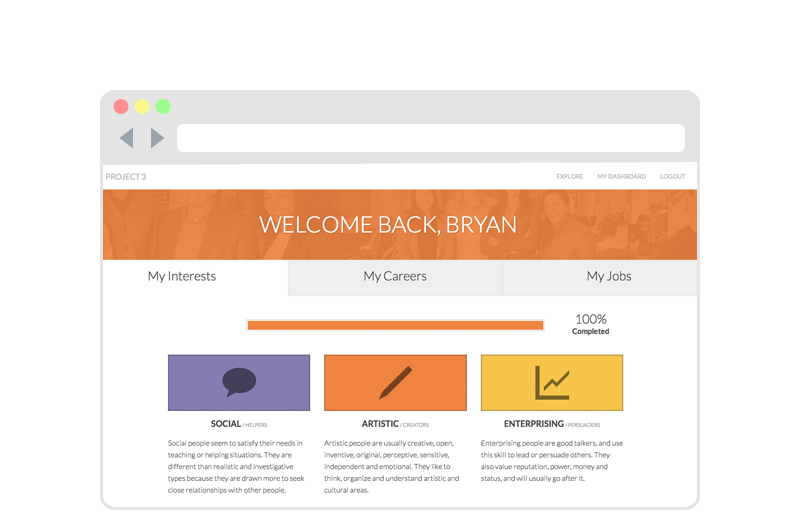 PROJECT 3 EXPLORE MY DASHBOARD LOGOUT
WELCOME BACK, BRYAN
My Interests My Careers My Jobs
100%
Completed
SOCIAL / HELPERS
Social people seem to satisfy their needs in
teaching or helping situations. They are
different than realistic and investigative
types because they are drawn more to seek
close relationships with other people.
ARTISTIC / CREATORS
Artistic people are usually creative, open,
inventive, original, perceptive, sensitive,
independent and emotional. They like to
think, organize and understand artistic and
cultural areas.
ENTERPRISING / PERSUADERS
Enterprising people are good talkers, and use
this skill to lead or persuade others. They
also value reputation, power, money and
status, and will usually go after it.